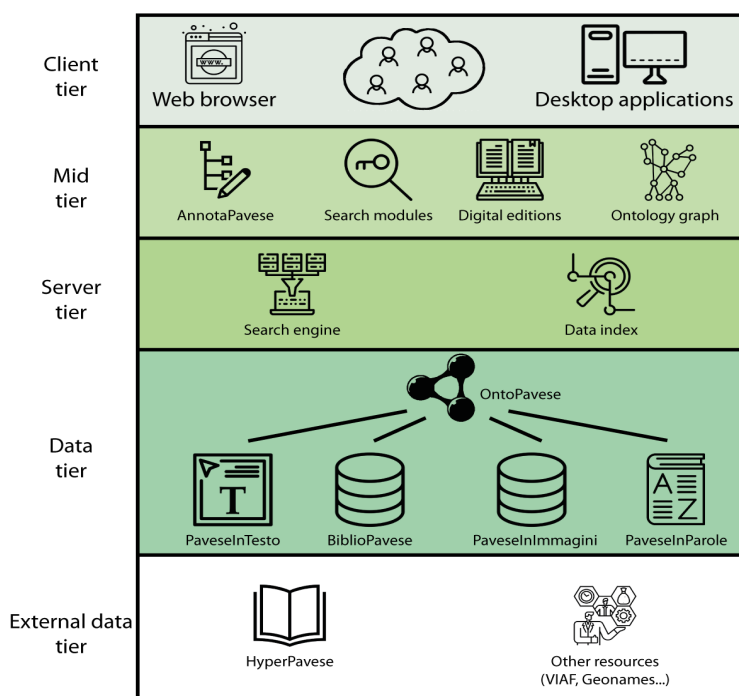 Client
tier
www.
Web browser
Desktop applications
Mid
tier
AnnotaPavese
Search modules
Digital editions
Ontology graph
Server
tier
Search engine
Data index
Data
tier
OntoPavese
T
A
Z
PaveseInTesto
BiblioPavese
PaveseInImmagini
PaveseInParole
External data
tier
HyperPavese
Other resources
(VIAF, Geonames...)